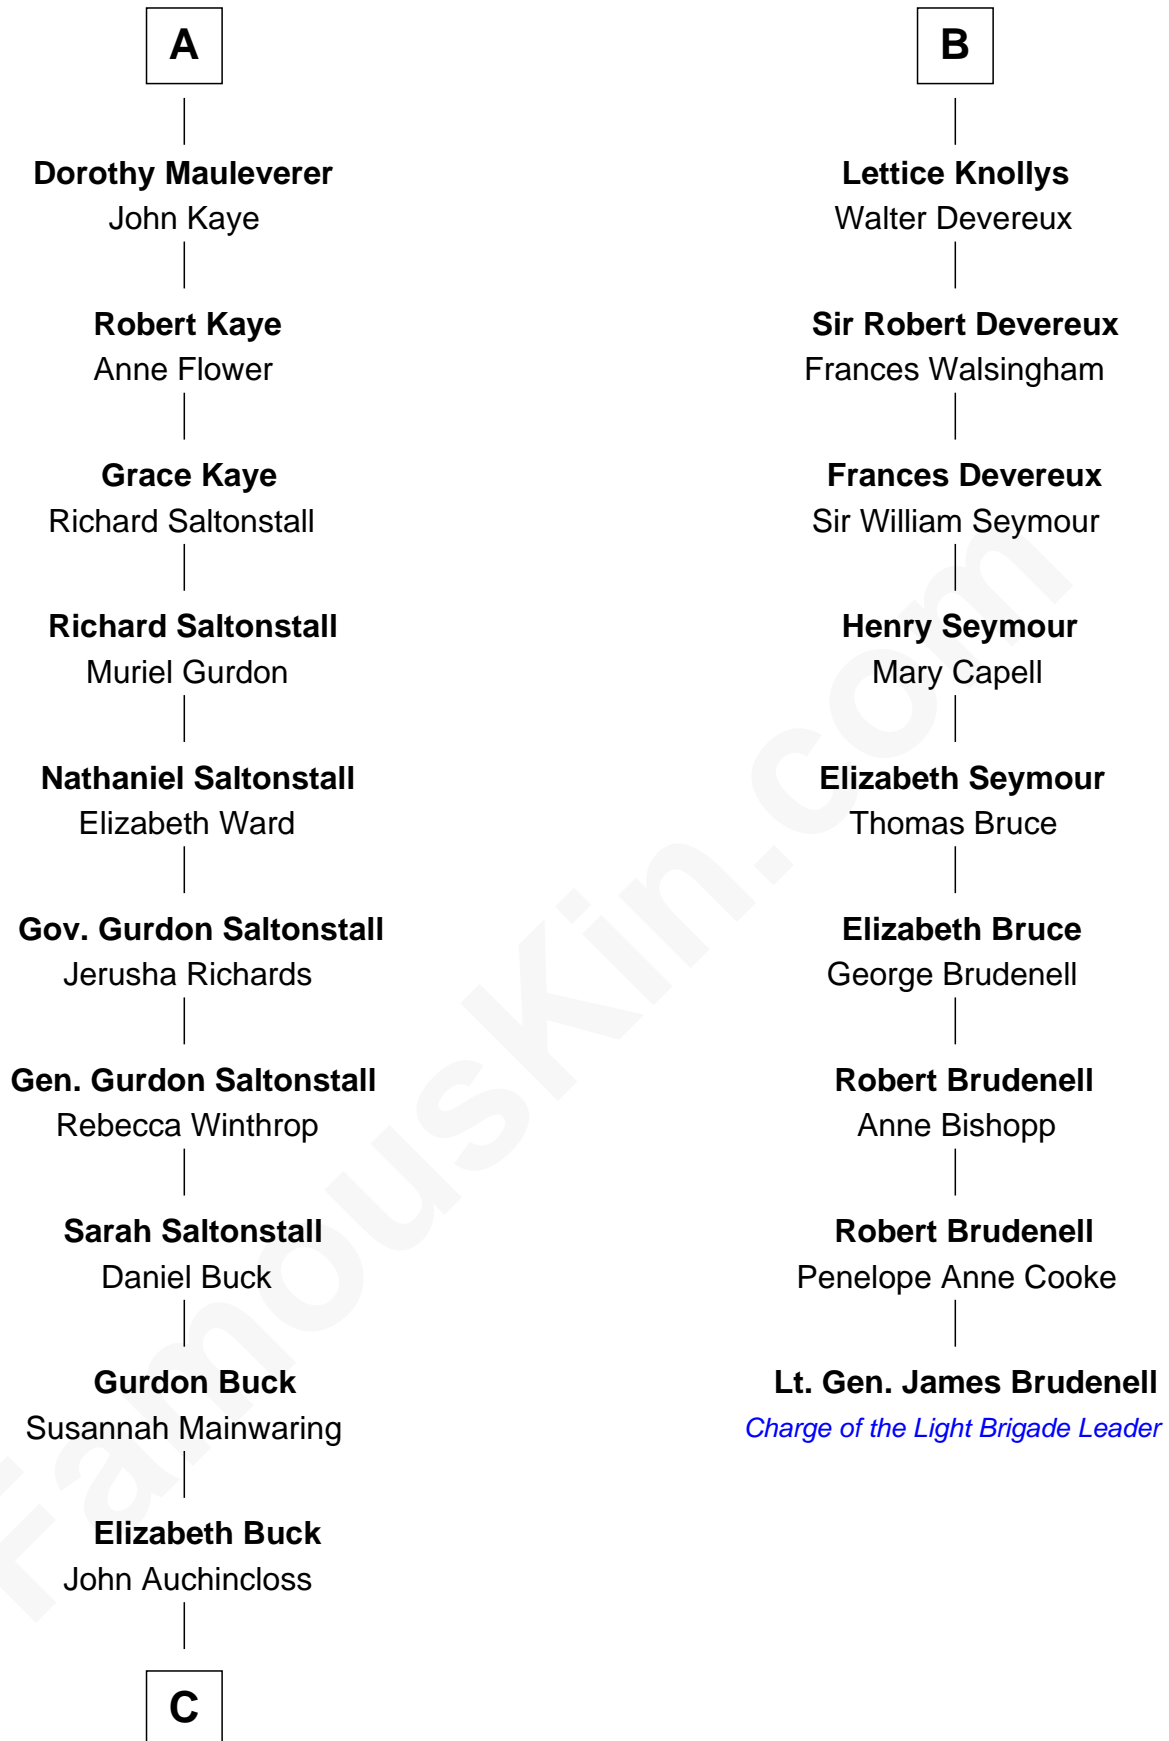 A
Dorothy Mauleverer
John Kaye
Robert Kaye
Anne Flower
Grace Kaye
Richard Saltonstall
Richard Saltonstall
Muriel Gurdon
Nathaniel Saltonstall
Elizabeth Ward
Gov. Gurdon Saltonstall
Jerusha Richards
Gen. Gurdon Saltonstall
Rebecca Winthrop
Sarah Saltonstall
Daniel Buck
Gurdon Buck
Susannah Mainwaring
Elizabeth Buck
John Auchincloss
C
B
Lettice Knollys
Walter Devereux
Sir Robert Devereux
Frances Walsingham
Frances Devereux
Sir William Seymour
Henry Seymour
Mary Capell
Elizabeth Seymour
Thomas Bruce
Elizabeth Bruce
George Brudenell
Robert Brudenell
Anne Bishopp
Robert Brudenell
Penelope Anne Cooke
Lt. Gen. James Brudenell
Charge of the Light Brigade Leader
FamousKin.com